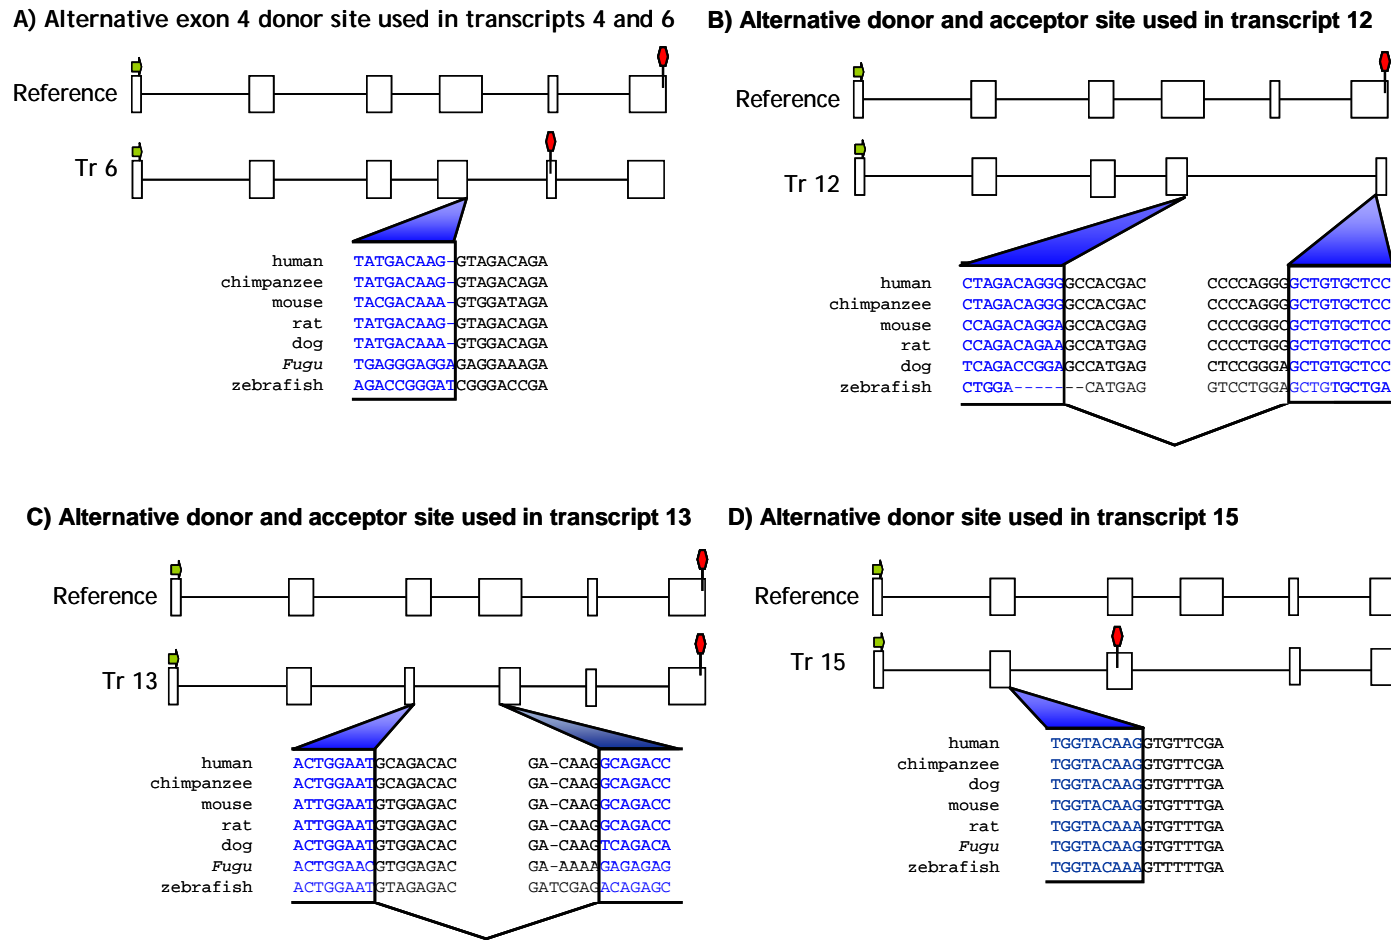 A) Alternative exon 4 donor site used in transcripts 4 and 6
Reference
Tr 6
human TATGACAAG-GTAGACAGA
chimpanzee TATGACAAG-GTAGACAGA
mouse TACGACAAA-GTGGATAGA
rat TATGACAAG-GTAGACAGA
dog TATGACAAA-GTGGACAGA
Fugu TGAGGGAGGAGAGGAAAGA
zebrafish AGACCGGGATCGGGACCGA
B) Alternative donor and acceptor site used in transcript 12
Reference
Tr 12
human CTAGACAGGGGCCACGAC CCCCAGGGGCTGTGCTCC
chimpanzee CTAGACAGGGGCCACGAC CCCCAGGGGCTGTGCTCC
mouse CCAGACAGGAGCCACGAG CCCCGGGCGCTGTGCTCC
rat CCAGACAGAAGCCATGAG CCCCTGGGGCTGTGCTCC
dog TCAGACCGGAGCCATGAG CTCCGGGAGCTGTGCTCC
zebrafish CTGGA-------CATGAG GTCCTGGAGCTGTGCTGA
C) Alternative donor and acceptor site used in transcript 13
Reference
Tr 13
human ACTGGAATGCAGACAC GA-CAAGGCAGACC
chimpanzee ACTGGAATGCAGACAC GA-CAAGGCAGACC
mouse ATTGGAATGTGGAGAC GA-CAAGGCAGACC
rat ATTGGAATGTGGAGAC GA-CAAGGCAGACC
dog ACTGGAATGTGGACAC GA-CAAGTCAGACA
Fugu ACTGGAACGTGGAGAC GA-AAAAGAGAGAG
zebrafish ACTGGAATGTAGAGAC GATCGAGACAGAGC
D) Alternative donor site used in transcript 15
Reference
Tr 15
human TGGTACAAGGTGTTCGA
chimpanzee TGGTACAAGGTGTTCGA
dog TGGTACAAGGTGTTTGA
mouse TGGTACAAGGTGTTTGA
rat TGGTACAAAGTGTTTGA
Fugu TGGTACAAGGTGTTTGA
zebrafish TGGTACAAAGTTTTTGA